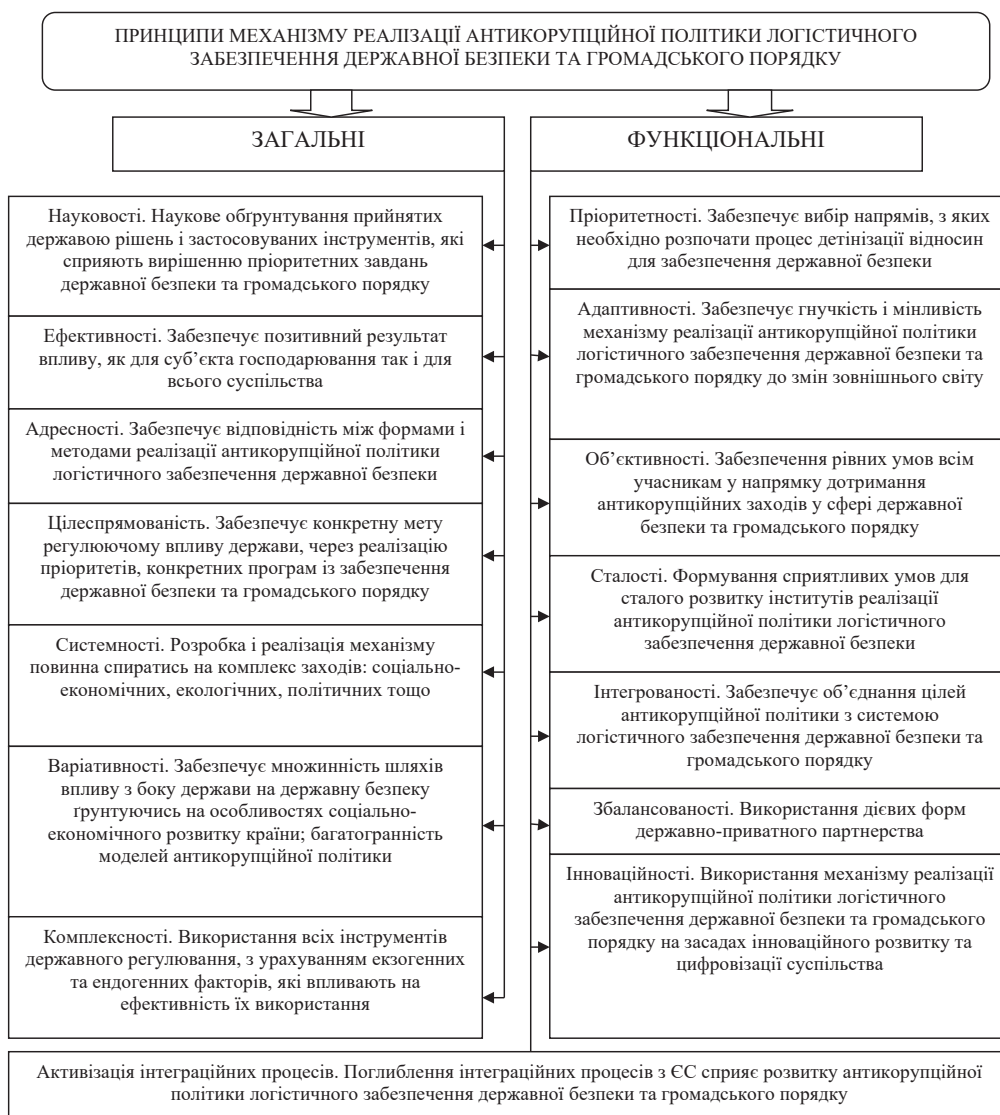 ПРИНЦИПИ МЕХАНІЗМУ РЕАЛІЗАЦІЇ АНТИКОРУПЦІЙНОЇ ПОЛІТИКИ ЛОГІСТИЧНОГО
ЗАБЕЗПЕЧЕННЯ ДЕРЖАВНОЇ БЕЗПЕКИ ТА ГРОМАДСЬКОГО ПОРЯДКУ
ЗАГАЛЬНІ
Науковості. Наукове обґрунтування прийнятих
державою рішень і застосовуваних інструментів, які
сприяють вирішенню пріоритетних завдань
державної безпеки та громадського порядку
Ефективності. Забезпечує позитивний результат
впливу, як для суб’єкта господарювання так і для
всього суспільства
Адресності. Забезпечує відповідність між формами і
методами реалізації антикорупційної політики
логістичного забезпечення державної безпеки
Цілеспрямованість. Забезпечує конкретну мету
регулюючому впливу держави, через реалізацію
пріоритетів, конкретних програм із забезпечення
державної безпеки та громадського порядку
Системності. Розробка і реалізація механізму
повинна спиратись на комплекс заходів: соціально-
економічних, екологічних, політичних тощо
Варіативності. Забезпечує множинність шляхів
впливу з боку держави на державну безпеку
ґрунтуючись на особливостях соціально-
економічного розвитку країни; багатогранність
моделей антикорупційної політики
Комплексності. Використання всіх інструментів
державного регулювання, з урахуванням екзогенних
та ендогенних факторів, які впливають на
ефективність їх використання
ФУНКЦІОНАЛЬНІ
Пріоритетності. Забезпечує вибір напрямів, з яких
необхідно розпочати процес детінізації відносин
для забезпечення державної безпеки
Адаптивності. Забезпечує гнучкість і мінливість
механізму реалізації антикорупційної політики
логістичного забезпечення державної безпеки та
громадського порядку до змін зовнішнього світу
Об’єктивності. Забезпечення рівних умов всім
учасникам у напрямку дотримання
антикорупційних заходів у сфері державної
безпеки та громадського порядку
Сталості. Формування сприятливих умов для
сталого розвитку інститутів реалізації
антикорупційної політики логістичного
забезпечення державної безпеки
Інтегрованості. Забезпечує об’єднання цілей
антикорупційної політики з системою
логістичного забезпечення державної безпеки та
громадського порядку
Збалансованості. Використання дієвих форм
державно-приватного партнерства
Інноваційності. Використання механізму реалізації
антикорупційної політики логістичного
забезпечення державної безпеки та громадського
порядку на засадах інноваційного розвитку та
цифровізації суспільства
Активізація інтеграційних процесів. Поглиблення інтеграційних процесів з ЄС сприяє розвитку антикорупційної
політики логістичного забезпечення державної безпеки та громадського порядку